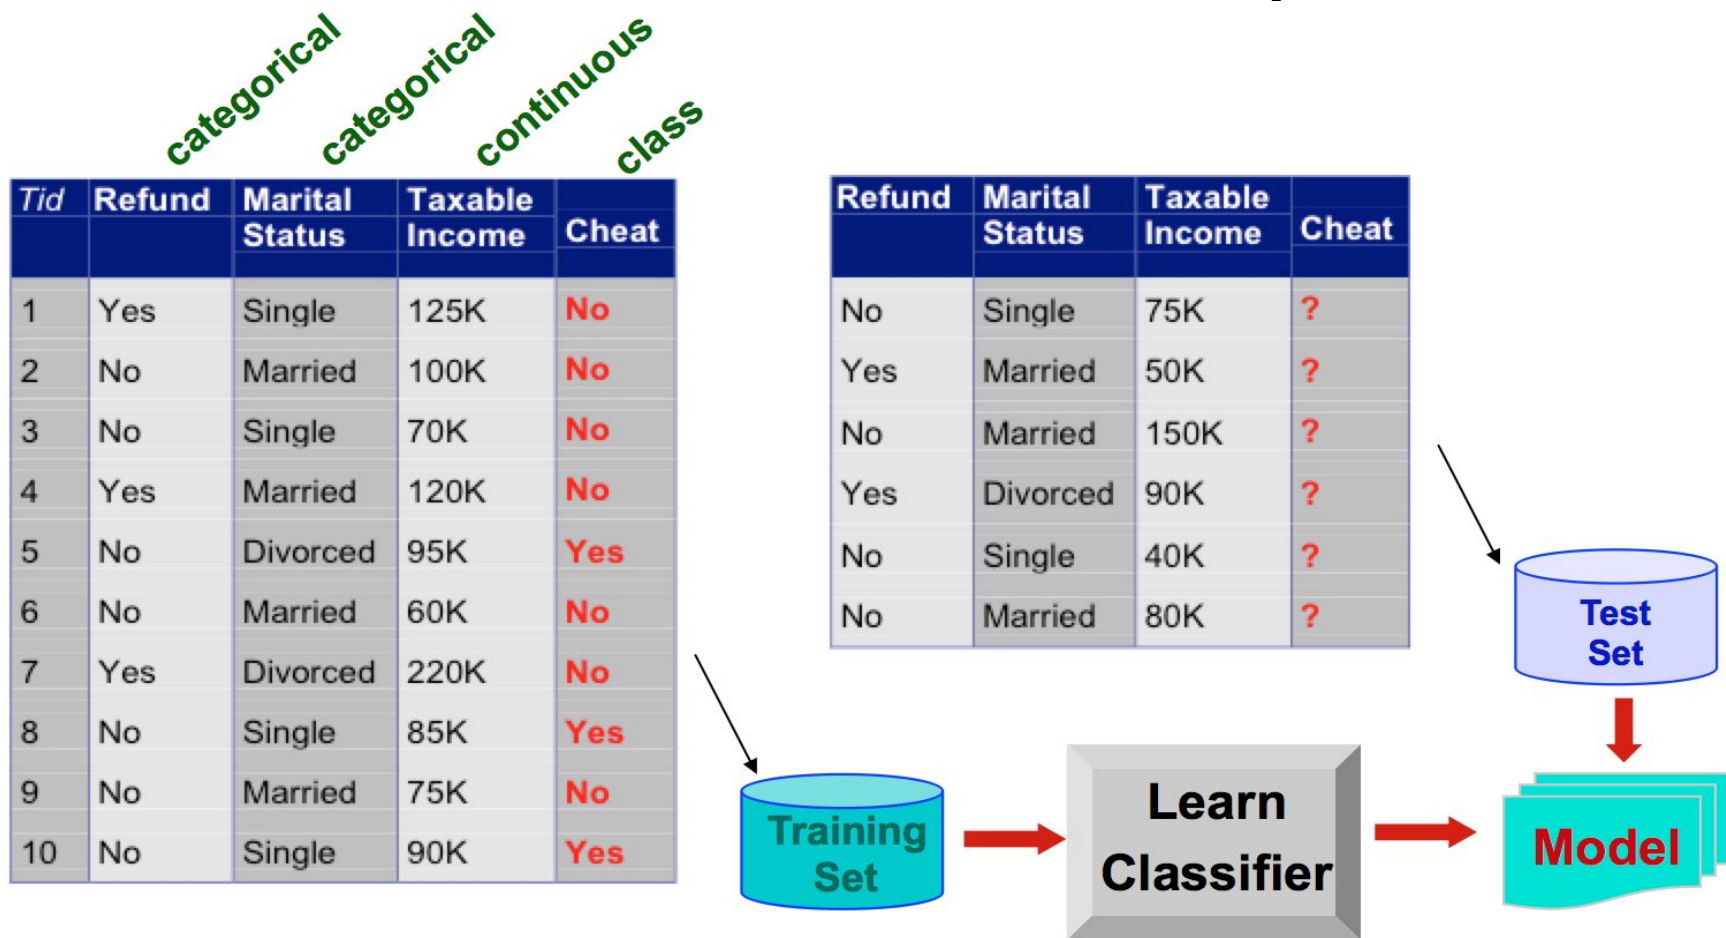 categorical
categorical
continuous
class
Tid Refund Marital Status Taxable Income Cheat
1 Yes Single 125K No
2 No Married 100K No
3 No Single 70K No
4 Yes Married 120K No
5 No Divorced 95K Yes
6 No Married 60K No
7 Yes Divorced 220K No
8 No Single 85K Yes
9 No Married 75K No
10 No Single 90K Yes
Refund Marital Status Taxable Income Cheat
No Single 75K ?
Yes Married 50K ?
No Married 150K ?
Yes Divorced 90K ?
No Single 40K ?
No Married 80K ?
Test
Set
Training
Set
Learn
Classifier
Model